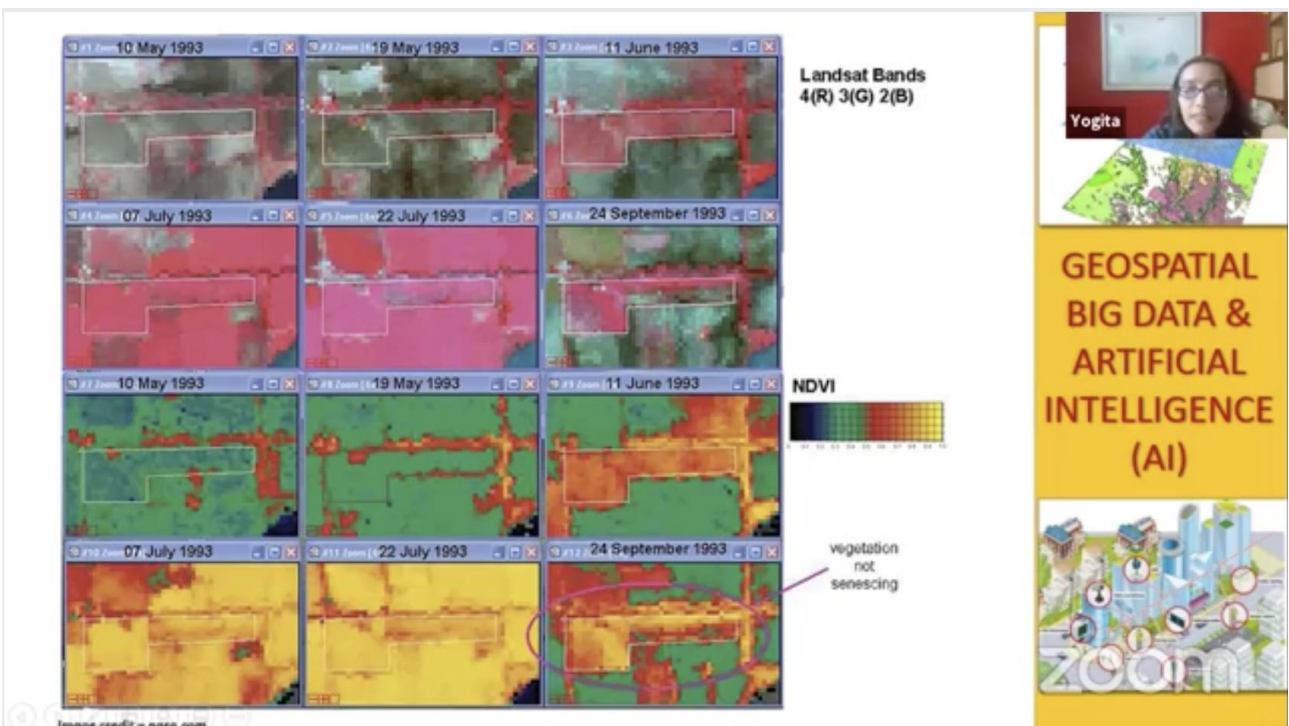 10 May 1993
19 May 1993
11 June 1993
Landsat Bands
4(R) 3(G) 2(B)
Yogita
07 July 1993
22 July 1993
24 September 1993
GEOSPATIAL
BIG DATA &
ARTIFICIAL
INTELLIGENCE
(AI)
10 May 1993
19 May 1993
11 June 1993
NDVI
07 July 1993
22 July 1993
24 September 1993
vegetation
not
senescing
zoom